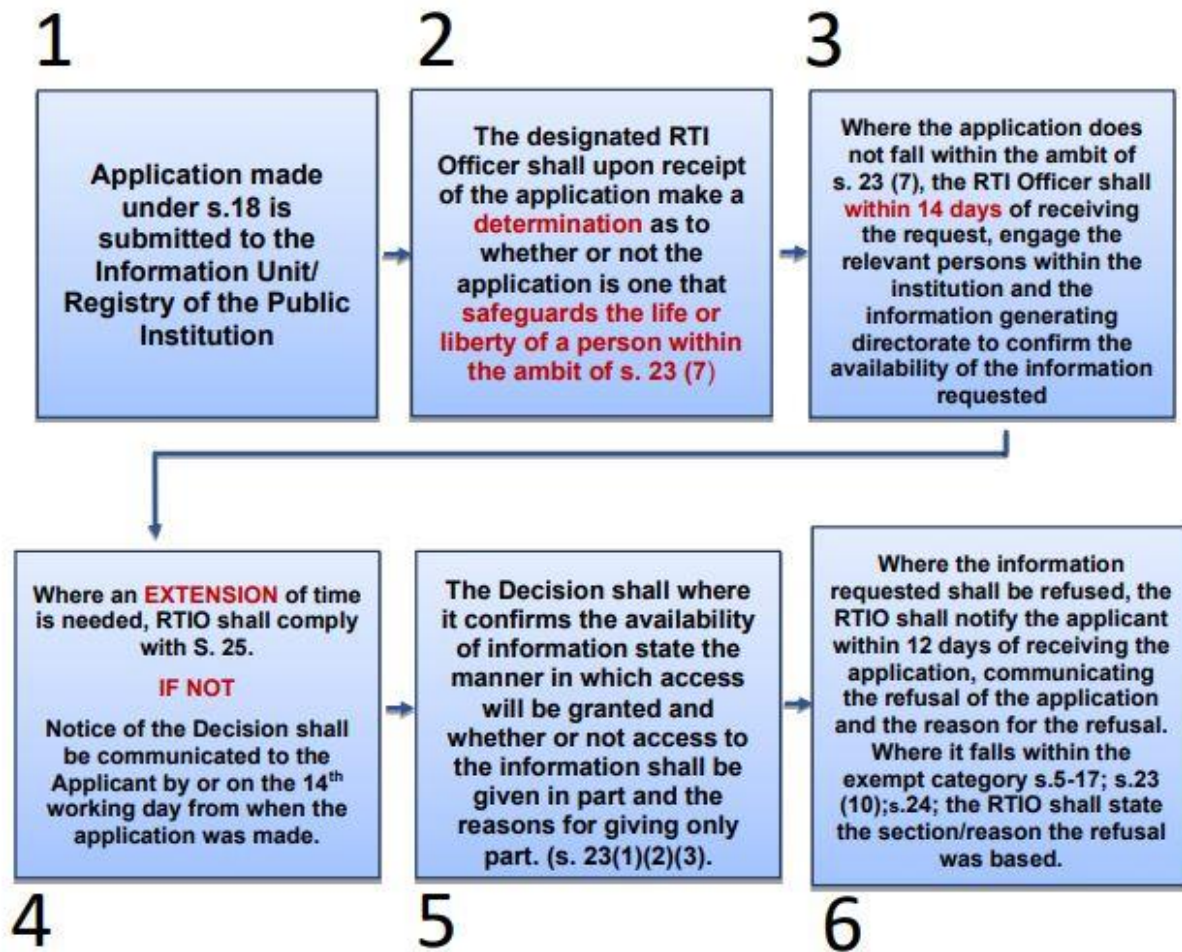 1
Application made
under s.18 is
submitted to the
Information Unit/
Registry of the Public
Institution
2
The designated RTI
Officer shall upon receipt
of the application make a
determination as to
whether or not the
application is one that
safeguards the life or
liberty of a person within
the ambit of s. 23 (7)
3
Where the application does
not fall within the ambit of
s. 23 (7), the RTI Officer shall
within 14 days of receiving
the request, engage the
relevant persons within the
institution and the
information generating
directorate to confirm the
availability of the information
requested
Where an EXTENSION of time
is needed, RTIO shall comply
with S. 25.
IF NOT
Notice of the Decision shall
be communicated to the
Applicant by or on the 14th
working day from when the
application was made.
4
The Decision shall where
it confirms the availability
of information state the
manner in which access
will be granted and
whether or not access to
the information shall be
given in part and the
reasons for giving only
part. (s. 23(1)(2)(3).
5
Where the information
requested shall be refused, the
RTIO shall notify the applicant
within 12 days of receiving the
application, communicating
the refusal of the application
and the reason for the refusal.
Where it falls within the
exempt category s.5-17; s.23
(10);s.24; the RTIO shall state
the section/reason the refusal
was based.
6